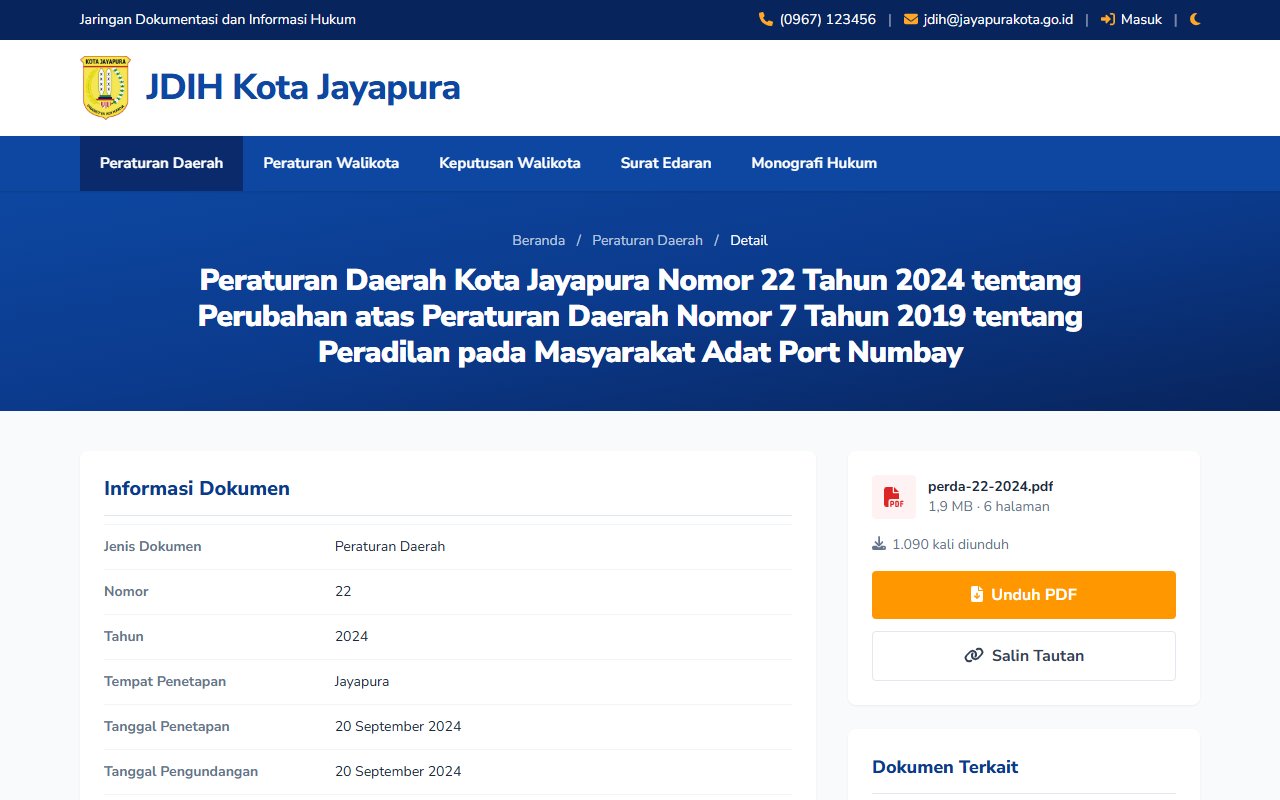 Jaringan Dokumentasi dan Informasi Hukum
(0967) 123456 | jdih@jayapurakota.go.id | Masuk |
KOTA JAYAPURA
JDIH Kota Jayapura
Peraturan Daerah Peraturan Walikota Keputusan Walikota Surat Edaran Monografi Hukum
Beranda / Peraturan Daerah / Detail
Peraturan Daerah Kota Jayapura Nomor 22 Tahun 2024 tentang
Perubahan atas Peraturan Daerah Nomor 7 Tahun 2019 tentang
Peradilan pada Masyarakat Adat Port Numbay
Informasi Dokumen
Jenis Dokumen Peraturan Daerah
Nomor 22
Tahun 2024
Tempat Penetapan Jayapura
Tanggal Penetapan 20 September 2024
Tanggal Pengundangan 20 September 2024
PDF
perda-22-2024.pdf
1,9 MB · 6 halaman
1.090 kali diunduh
Unduh PDF
Salin Tautan
Dokumen Terkait